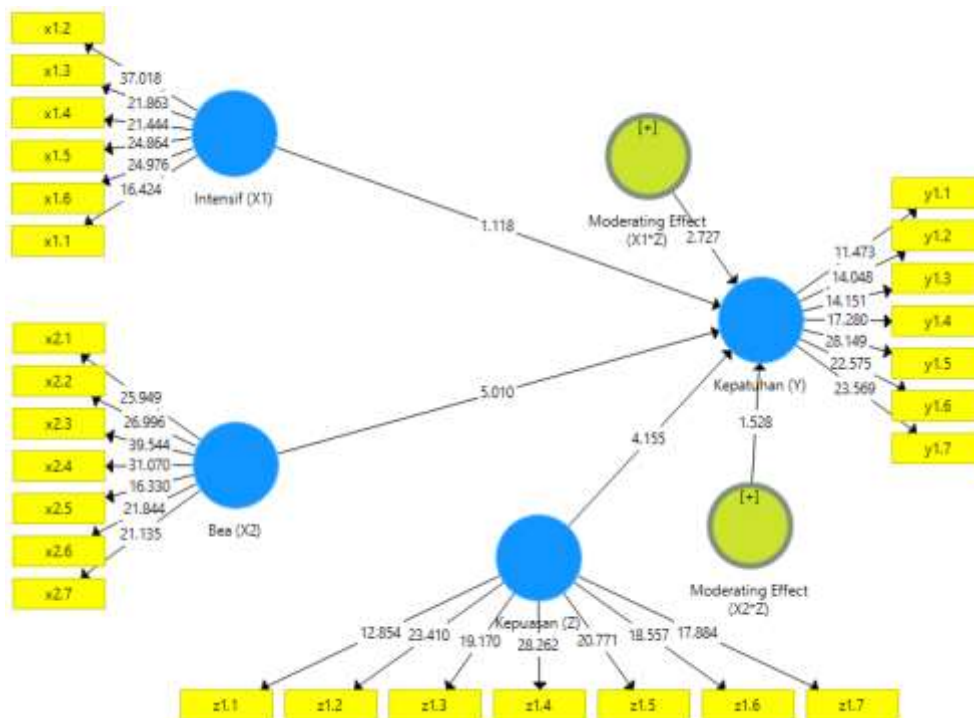 x1.2
x1.3
x1.4
x1.5
x1.6
x1.1
37.018
21.863
21.444
24.864
24.976
16.424
Intensif (X1)
1.118
[+]
Moderating Effect
(X1*Z)
2.727
x2.1
x2.2
x2.3
x2.4
x2.5
x2.6
x2.7
25.949
26.996
39.544
31.070
16.330
21.844
21.135
Bea (X2)
5.010
Kepatuhan (Y)
11.473
14.048
14.151
17.280
28.149
22.575
23.569
y1.1
y1.2
y1.3
y1.4
y1.5
y1.6
y1.7
4.155
1.528
[+]
Moderating Effect
(X2*Z)
Kepuasan (Z)
12.854
23.410
19.170
28.262
20.771
18.557
17.884
z1.1
z1.2
z1.3
z1.4
z1.5
z1.6
z1.7